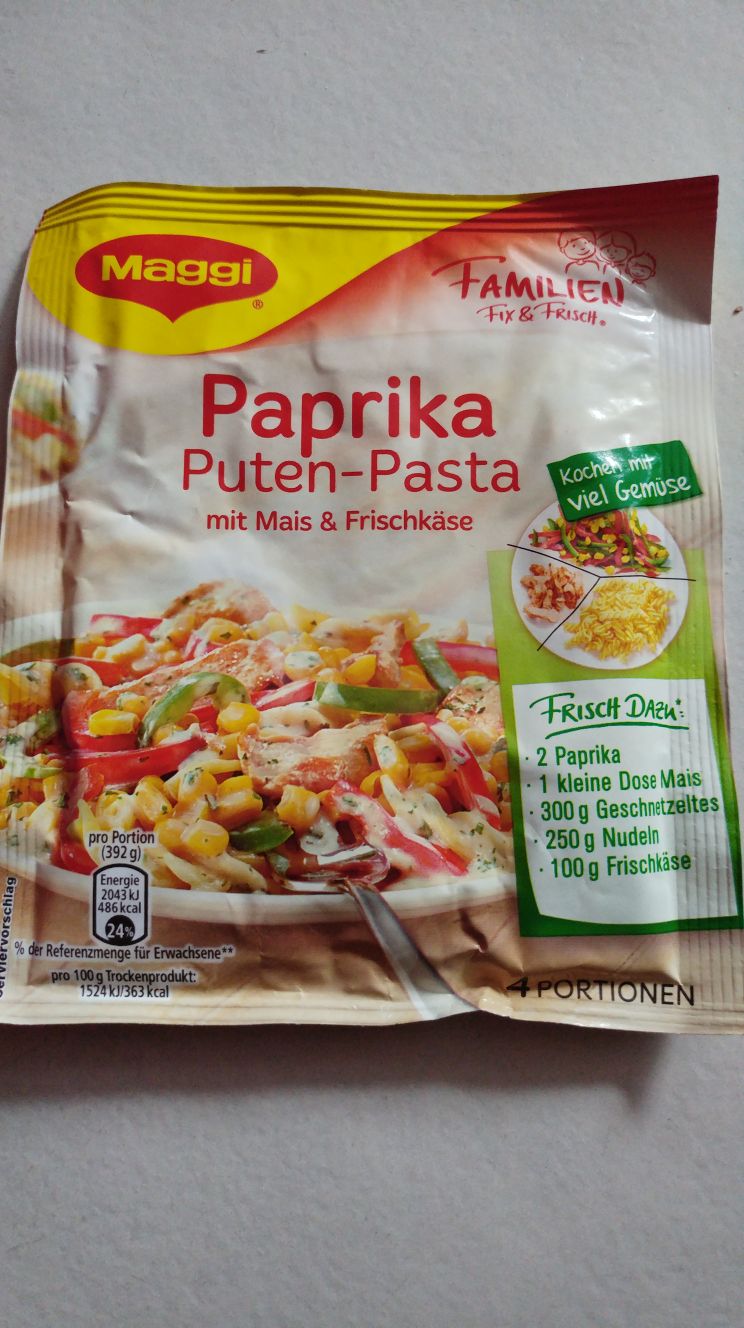 Maggi®
FAMILIEN
FIX & FRISCH®
Paprika
Puten-Pasta
mit Mais & Frischkäse
Kochen mit
viel Gemüse
FRISCH DAZU*:
· 2 Paprika
· 1 kleine Dose Mais
· 300 g Geschnetzeltes
· 250 g Nudeln
· 100 g Frischkäse
pro Portion
(392 g)
Energie
2043 kJ
486 kcal
24%
% der Referenzmenge für Erwachsene**
pro 100 g Trockenprodukt:
1524 kJ/363 kcal
Serviervorschlag
4 PORTIONEN